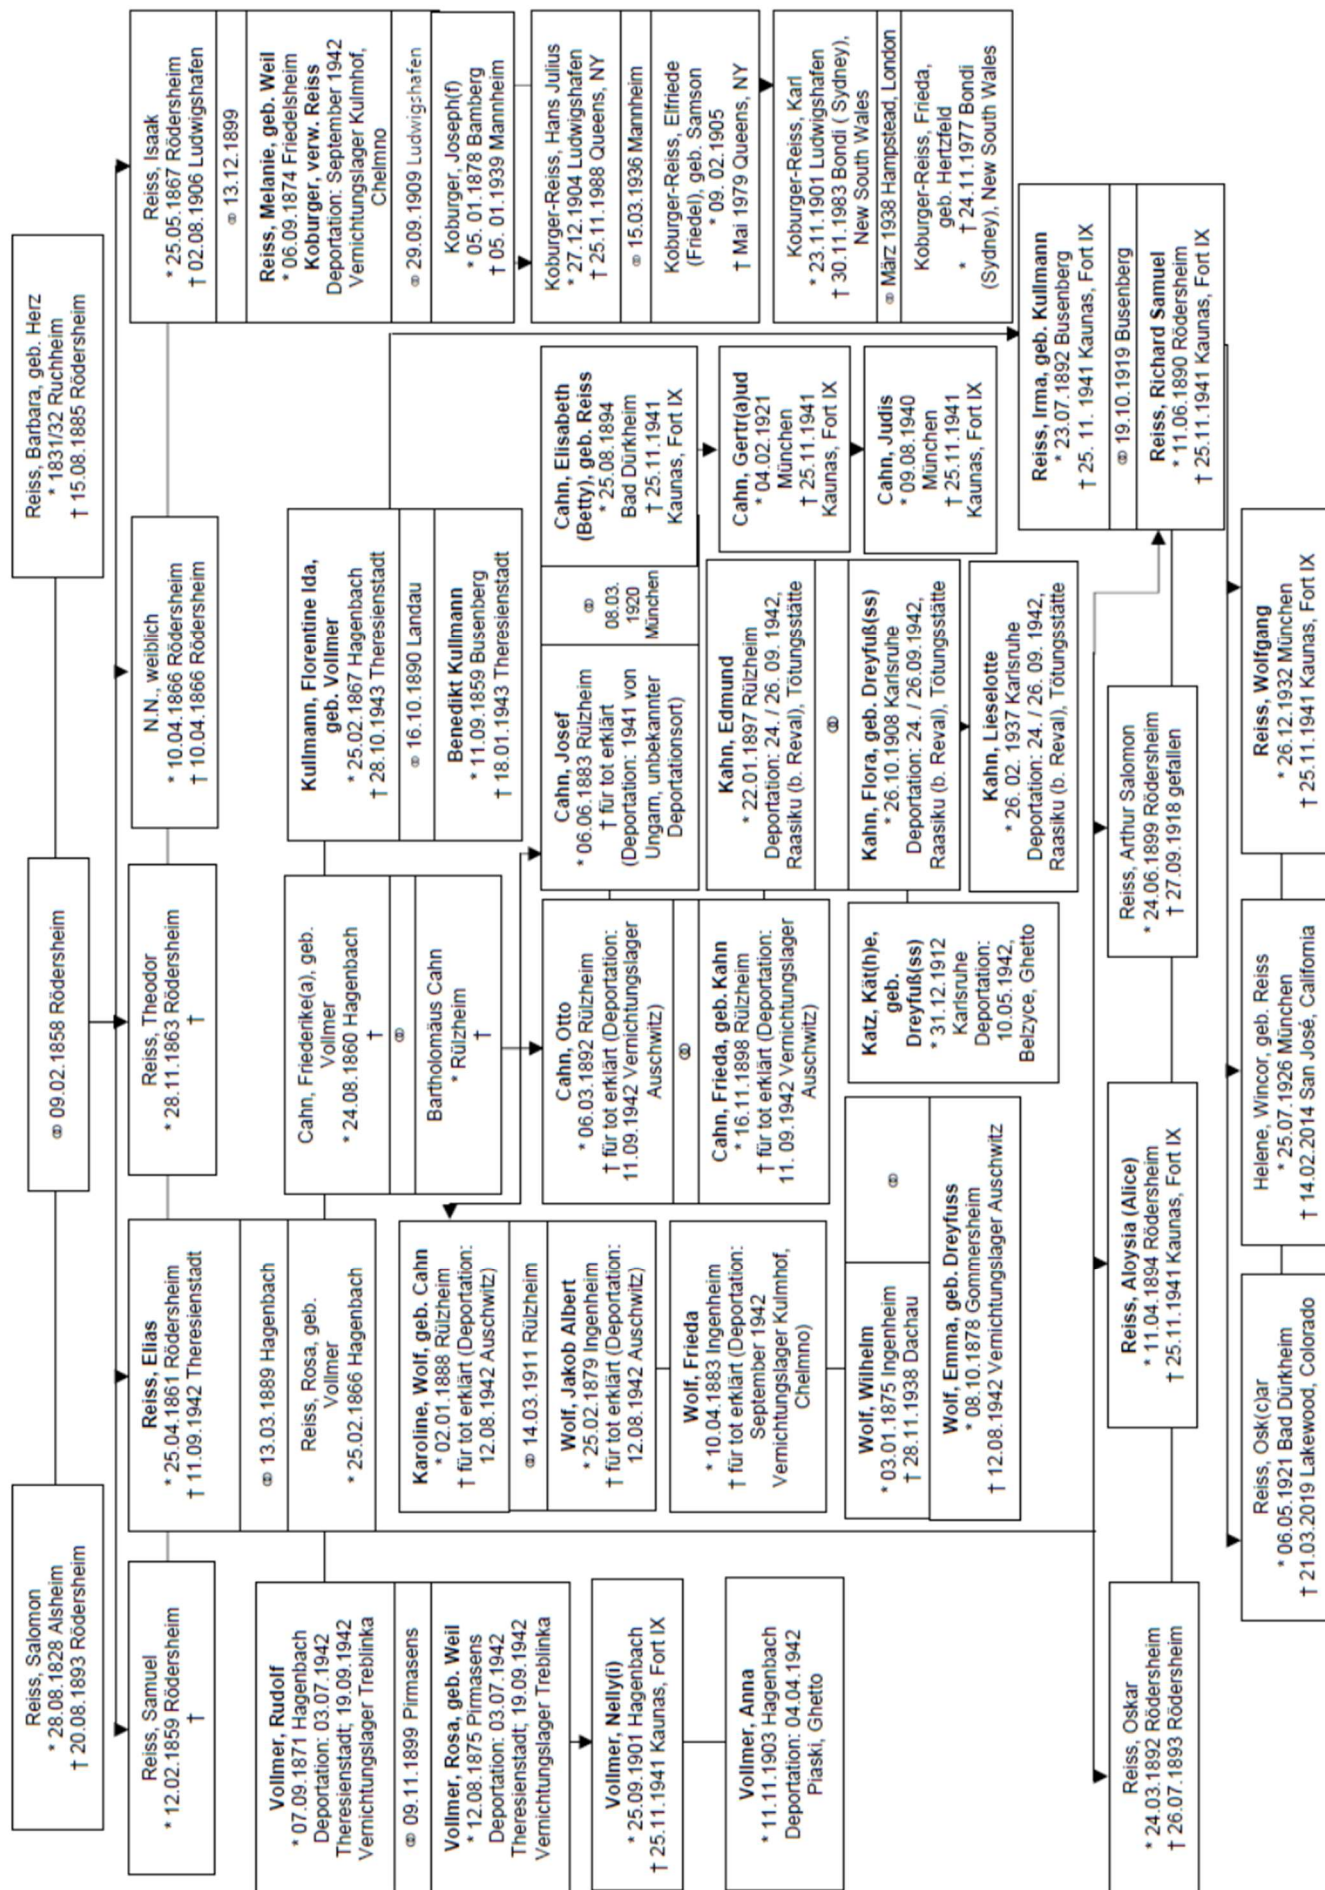 Reiss, Salomon
* 28.08.1828 Alsheim
† 20.08.1893 Rödersheim
⚭ 09.02.1858 Rödersheim
Reiss, Barbara, geb. Herz
* 1831/32 Ruchheim
† 15.08.1885 Rödersheim
Reiss, Samuel
* 12.02.1859 Rödersheim
†
Reiss, Elias
* 25.04.1861 Rödersheim
† 11.09.1942 Theresienstadt
⚭ 13.03.1889 Hagenbach
Reiss, Rosa, geb.
Vollmer
* 25.02.1866 Hagenbach
Reiss, Theodor
* 28.11.1863 Rödersheim
†
N.N., weiblich
* 10.04.1866 Rödersheim
† 10.04.1866 Rödersheim
Reiss, Isaak
* 25.05.1867 Rödersheim
† 02.08.1906 Ludwigshafen
⚭ 13.12.1899
Reiss, Melanie, geb. Weil
* 06.09.1874 Friedelsheim
Koburger, verw. Reiss
Deportation: September 1942
Vernichtungslager Kulmhof,
Chelmno
⚭ 29.09.1909 Ludwigshafen
Koburger, Joseph(f)
* 05. 01.1878 Bamberg
† 05. 01.1939 Mannheim
Koburger-Reiss, Hans Julius
* 27.12.1904 Ludwigshafen
† 25.11.1988 Queens, NY
⚭ 15.03.1936 Mannheim
Koburger-Reiss, Elfriede
(Friedel), geb. Samson
* 09. 02.1905
† Mai 1979 Queens, NY
Koburger-Reiss, Karl
* 23.11.1901 Ludwigshafen
† 30.11.1983 Bondi ( Sydney),
New South Wales
⚭ März 1938 Hampstead, London
Koburger-Reiss, Frieda,
geb. Hertzfeld
* † 24.11.1977 Bondi
(Sydney), New South Wales
Vollmer, Rudolf
* 07.09.1871 Hagenbach
Deportation: 03.07.1942
Theresienstadt; 19.09.1942
Vernichtungslager Treblinka
⚭ 09.11.1899 Pirmasens
Vollmer, Rosa, geb. Weil
* 12.08.1875 Pirmasens
Deportation: 03.07.1942
Theresienstadt; 19.09.1942
Vernichtungslager Treblinka
Vollmer, Nelly(i)
* 25.09.1901 Hagenbach
† 25.11.1941 Kaunas, Fort IX
Vollmer, Anna
* 11.11.1903 Hagenbach
Deportation: 04.04.1942
Piaski, Ghetto
Cahn, Friederike(a), geb.
Vollmer
* 24.08.1860 Hagenbach
†
⚭
Bartholomäus Cahn
* Rülzheim
†
Kullmann, Florentine Ida,
geb. Vollmer
* 25.02.1867 Hagenbach
† 28.10.1943 Theresienstadt
⚭ 16.10.1890 Landau
Benedikt Kullmann
* 11.09.1859 Busenberg
† 18.01.1943 Theresienstadt
Karoline, Wolf, geb. Cahn
* 02.01.1888 Rülzheim
† für tot erklärt (Deportation:
12.08.1942 Auschwitz)
⚭ 14.03.1911 Rülzheim
Wolf, Jakob Albert
* 25.02.1879 Ingenheim
† für tot erklärt (Deportation:
12.08.1942 Auschwitz)
Wolf, Frieda
* 10.04.1883 Ingenheim
† für tot erklärt (Deportation:
September 1942
Vernichtungslager Kulmhof,
Chelmno)
Wolf, Wilhelm
* 03.01.1875 Ingenheim
† 28.11.1938 Dachau
⚭
Wolf, Emma, geb. Dreyfuss
* 08.10.1878 Gommersheim
† 12.08.1942 Vernichtungslager Auschwitz
Cahn, Otto
* 06.03.1892 Rülzheim
† für tot erklärt (Deportation:
11.09.1942 Vernichtungslager
Auschwitz)
⚭
Cahn, Frieda, geb. Kahn
* 16.11.1898 Rülzheim
† für tot erklärt (Deportation:
11. 09.1942 Vernichtungslager
Auschwitz)
Cahn, Josef
* 06.06.1883 Rülzheim
† für tot erklärt
(Deportation: 1941 von
Ungarn, unbekannter
Deportationsort)
⚭
08.03.
1920
München
Cahn, Elisabeth
(Betty), geb. Reiss
* 25.08.1894
Bad Dürkheim
† 25.11.1941
Kaunas, Fort IX
Cahn, Gertr(a)ud
* 04.02.1921
München
† 25.11.1941
Kaunas, Fort IX
Cahn, Judis
* 09.08.1940
München
† 25.11.1941
Kaunas, Fort IX
Kahn, Edmund
* 22.01.1897 Rülzheim
Deportation: 24. / 26. 09. 1942,
Raasiku (b. Reval), Tötungsstätte
⚭
Kahn, Flora, geb. Dreyfuß(ss)
* 26.10.1908 Karlsruhe
Deportation: 24. / 26.09.1942,
Raasiku (b. Reval), Tötungsstätte
Kahn, Lieselotte
* 26. 02. 1937 Karlsruhe
Deportation: 24. / 26. 09. 1942,
Raasiku (b. Reval), Tötungsstätte
Katz, Kät(h)e,
geb.
Dreyfuß(ss)
* 31.12.1912
Karlsruhe
Deportation:
10.05.1942,
Belzyce, Ghetto
Reiss, Irma, geb. Kullmann
* 23.07.1892 Busenberg
† 25. 11. 1941 Kaunas, Fort IX
⚭ 19.10.1919 Busenberg
Reiss, Richard Samuel
* 11.06.1890 Rödersheim
† 25.11.1941 Kaunas, Fort IX
Reiss, Oskar
* 24.03.1892 Rödersheim
† 26.07.1893 Rödersheim
Reiss, Aloysia (Alice)
* 11.04.1894 Rödersheim
† 25.11.1941 Kaunas, Fort IX
Reiss, Arthur Salomon
* 24.06.1899 Rödersheim
† 27.09.1918 gefallen
Reiss, Osk(c)ar
* 06.05.1921 Bad Dürkheim
† 21.03.2019 Lakewood, Colorado
Helene, Wincor, geb. Reiss
* 25.07.1926 München
† 14.02.2014 San José, California
Reiss, Wolfgang
* 26.12.1932 München
† 25.11.1941 Kaunas, Fort IX